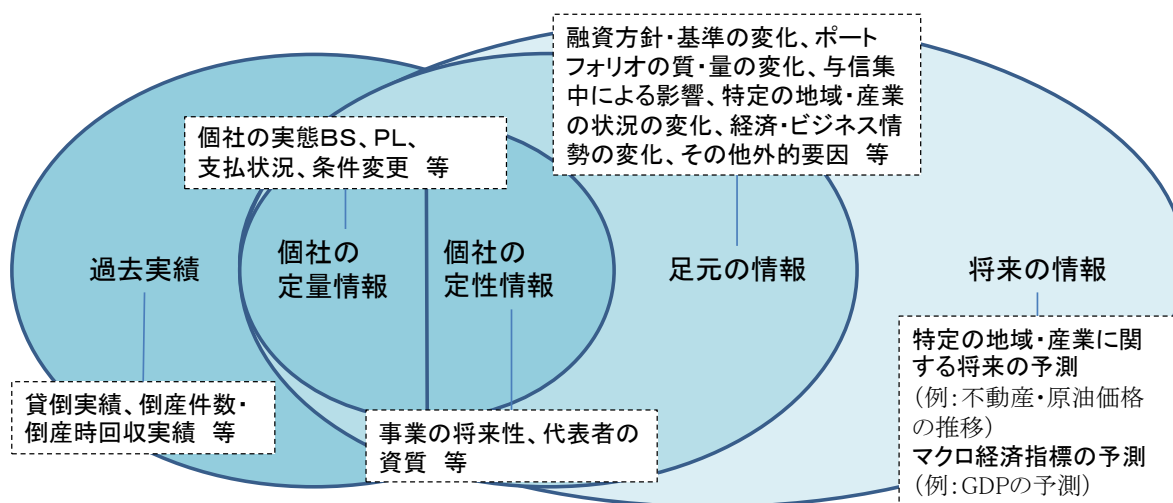 融資方針・基準の変化、ポート
フォリオの質・量の変化、与信集
中による影響、特定の地域・産業
の状況の変化、経済・ビジネス情
勢の変化、その他外的要因　等
個社の実態ＢＳ、ＰＬ、
支払状況、条件変更　等
過去実績
個社の
定量情報
個社の
定性情報
足元の情報
将来の情報
貸倒実績、倒産件数・
倒産時回収実績　等
事業の将来性、代表者の
資質　等
特定の地域・産業に関
する将来の予測
（例：不動産・原油価格
の推移）
マクロ経済指標の予測
（例：GDPの予測）